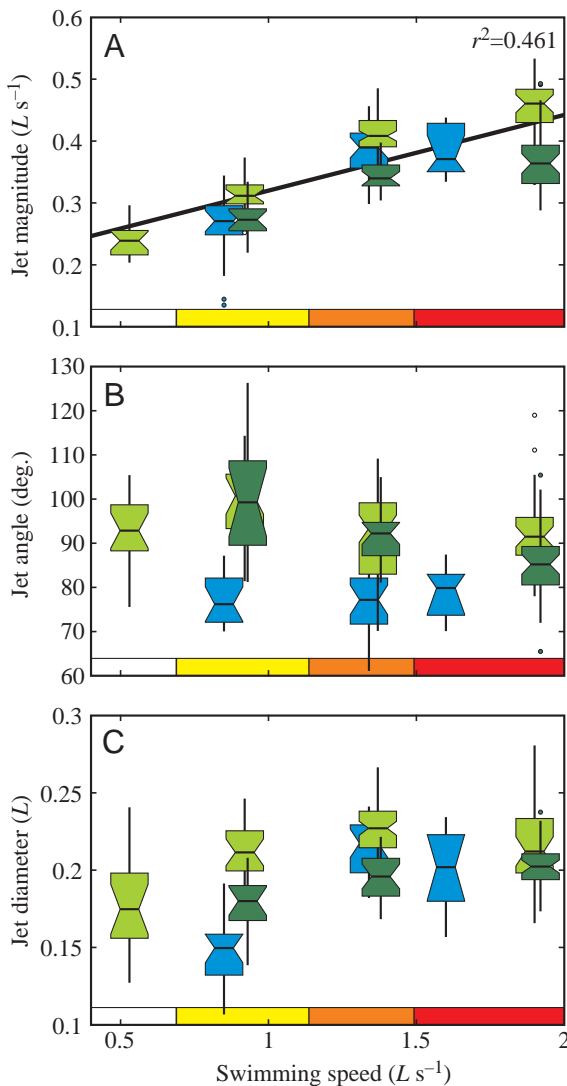 A
r²=0.461
Jet magnitude (L s⁻¹)
0.6
0.5
0.4
0.3
0.2
0.1
B
Jet angle (deg.)
130
120
110
100
90
80
70
60
C
Jet diameter (L)
0.3
0.25
0.2
0.15
0.1
0.5 1 1.5 2
Swimming speed (L s⁻¹)